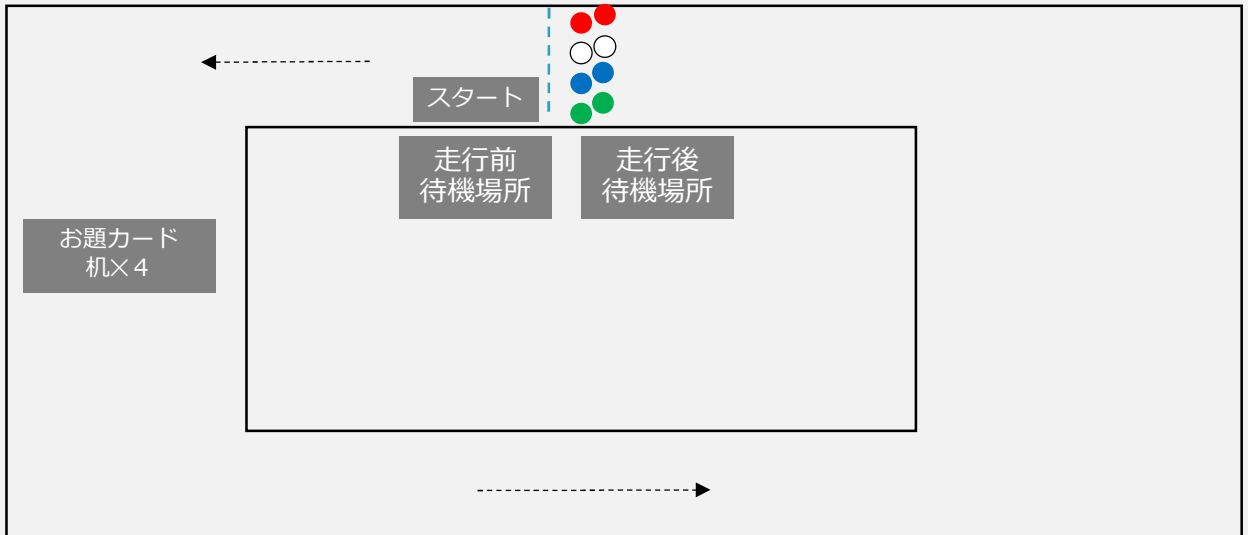 スタート
走行前
待機場所
走行後
待機場所
お題カード
机×４